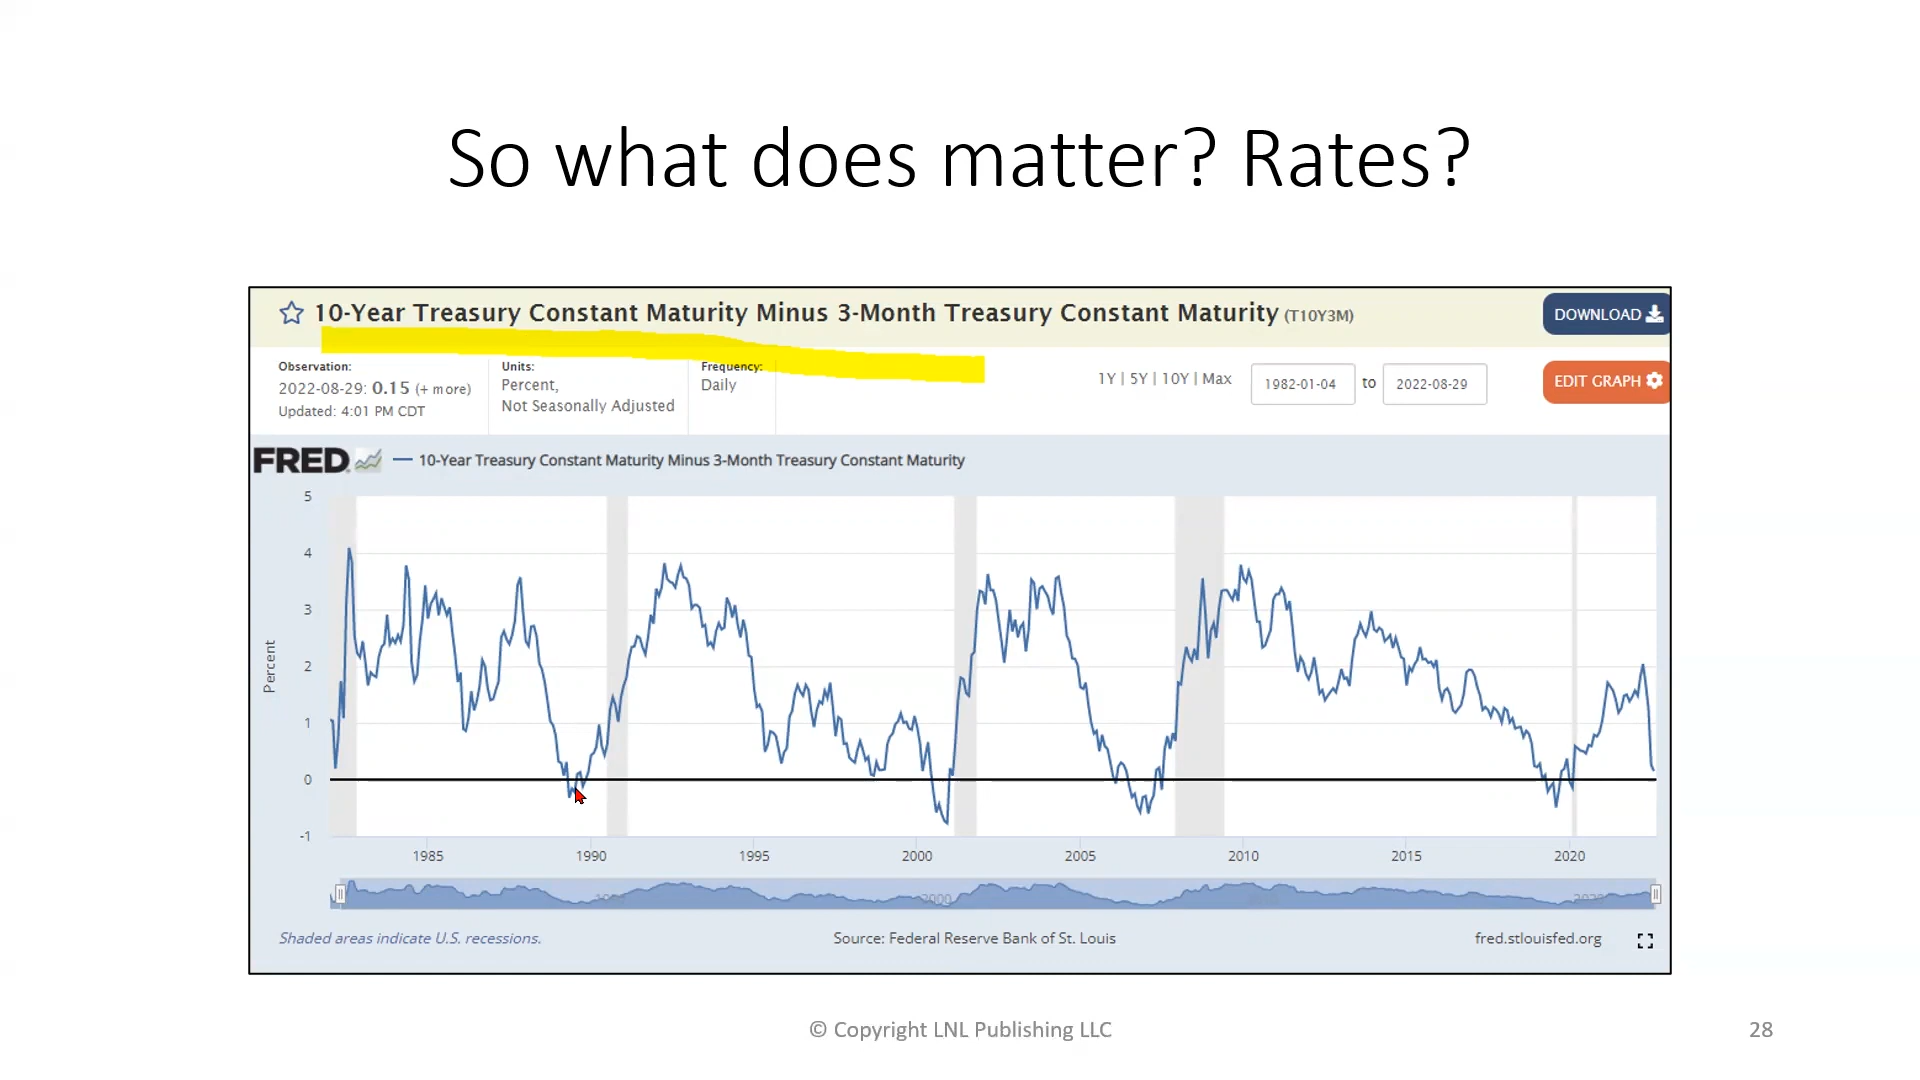 So what does matter? Rates?
10-Year Treasury Constant Maturity Minus 3-Month Treasury Constant Maturity (T10Y3M)
DOWNLOAD
Observation:
2022-08-29: 0.15 (+ more)
Updated: 4:01 PM CDT
Units:
Percent,
Not Seasonally Adjusted
Frequency:
Daily
1Y | 5Y | 10Y | Max
1982-01-04 to 2022-08-29
EDIT GRAPH
FRED
10-Year Treasury Constant Maturity Minus 3-Month Treasury Constant Maturity
Percent
5
4
3
2
1
0
-1
1985 1990 1995 2000 2005 2010 2015 2020
2000
Shaded areas indicate U.S. recessions.
Source: Federal Reserve Bank of St. Louis
fred.stlouisfed.org
© Copyright LNL Publishing LLC
28